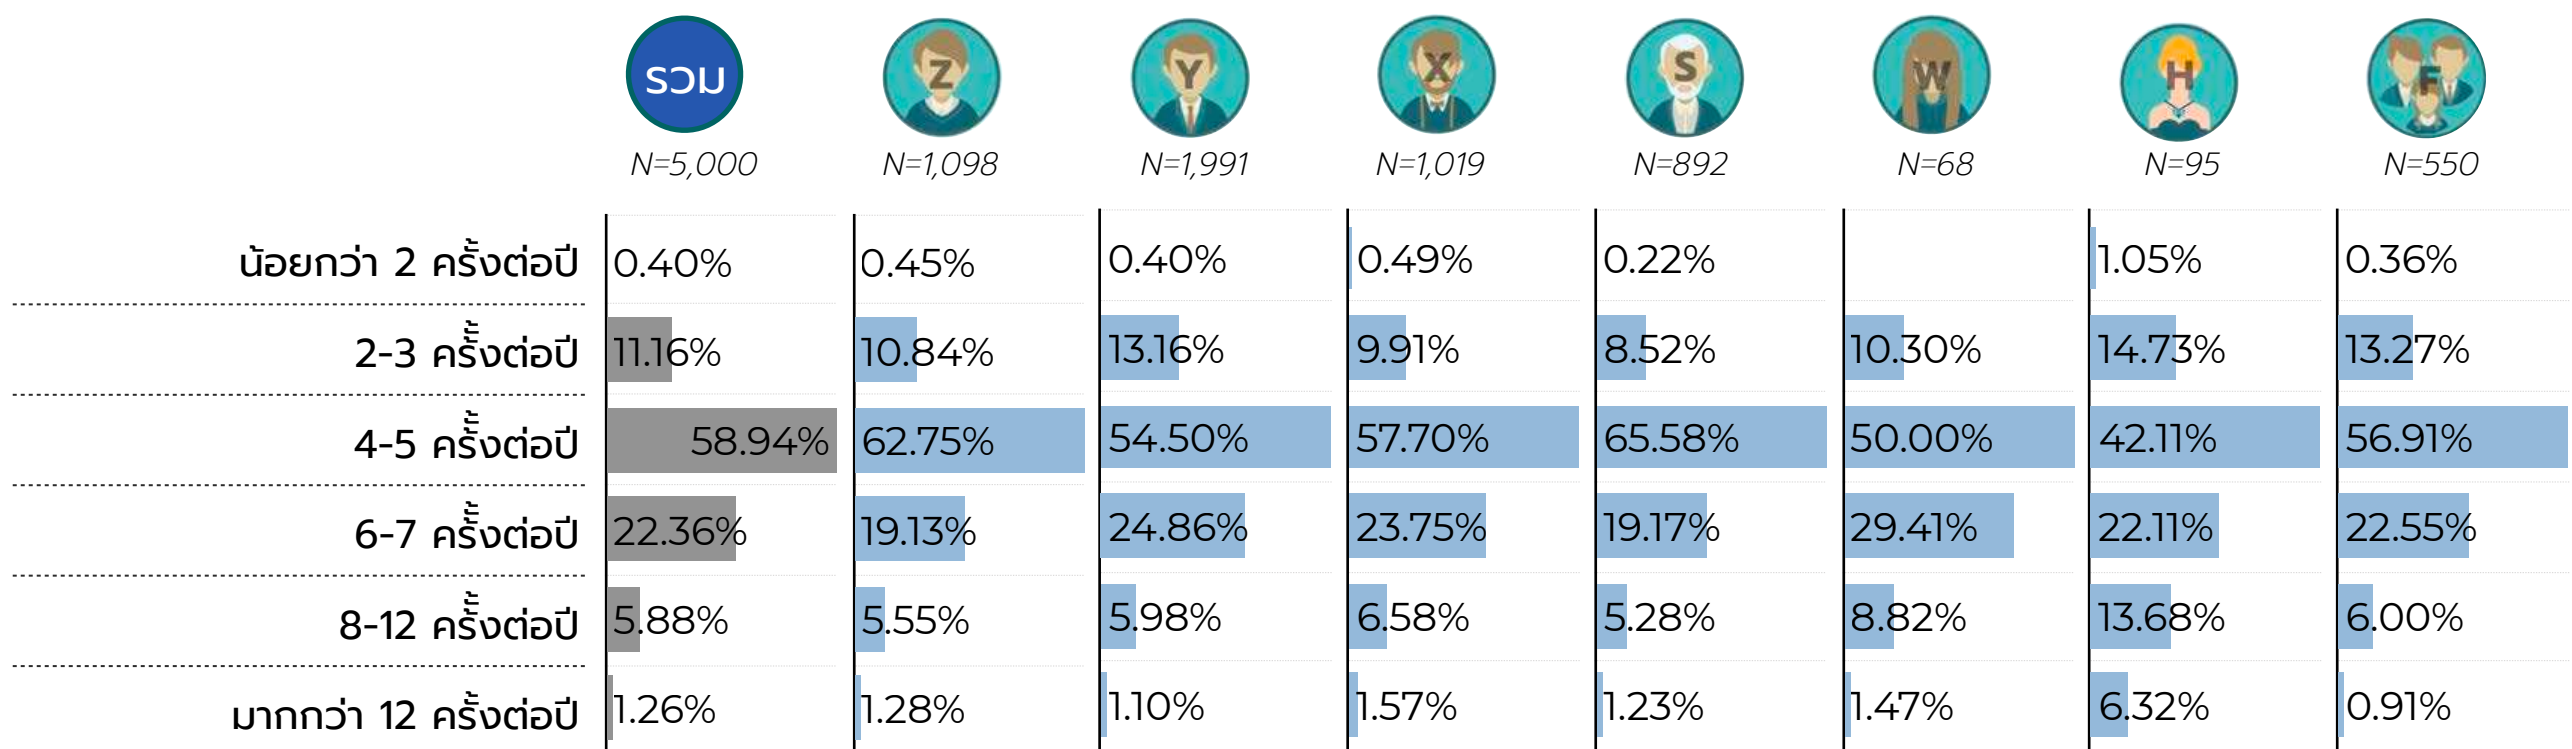 รวม Z Y X S W H F
N=5,000 N=1,098 N=1,991 N=1,019 N=892 N=68 N=95 N=550
น้อยกว่า 2 ครั้งต่อปี 0.40% 0.45% 0.40% 0.49% 0.22% 1.05% 0.36%
2-3 ครั้งต่อปี 11.16% 10.84% 13.16% 9.91% 8.52% 10.30% 14.73% 13.27%
4-5 ครั้งต่อปี 58.94% 62.75% 54.50% 57.70% 65.58% 50.00% 42.11% 56.91%
6-7 ครั้งต่อปี 22.36% 19.13% 24.86% 23.75% 19.17% 29.41% 22.11% 22.55%
8-12 ครั้งต่อปี 5.88% 5.55% 5.98% 6.58% 5.28% 8.82% 13.68% 6.00%
มากกว่า 12 ครั้งต่อปี 1.26% 1.28% 1.10% 1.57% 1.23% 1.47% 6.32% 0.91%